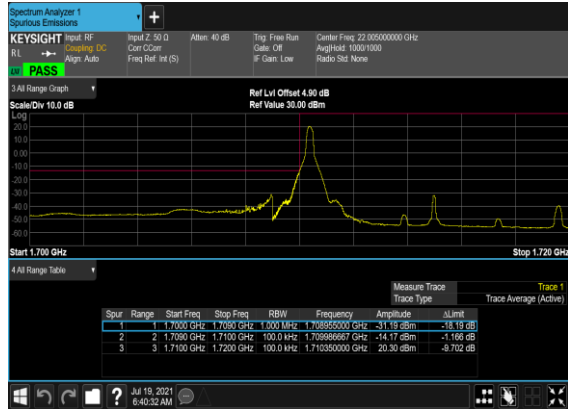 Spectrum Analyzer 1
Spurious Emissions
+
KEYSIGHT Input: RF Input Z: 50 Ω Atten: 40 dB Trig: Free Run Center Freq: 22.005000000 GHz
RL Coupling: DC Corr CCorr Gate: Off Avg|Hold: 1000/1000
Align: Auto Freq Ref: Int (S) IF Gain: Low Radio Std: None
PASS
3 All Range Graph
Ref Lvl Offset 4.90 dB
Scale/Div 10.0 dB Ref Value 30.00 dBm
Log
20.0
10.0
0.00
-10.0
-20.0
-30.0
-40.0
-50.0
-60.0
Start 1.700 GHz Stop 1.720 GHz
4 All Range Table
Measure Trace Trace 1
Trace Type Trace Average (Active)
Spur Range Start Freq Stop Freq RBW Frequency Amplitude ΔLimit
1 1 1.7000 GHz 1.7090 GHz 1.000 MHz 1.708955000 GHz -31.19 dBm -18.19 dB
2 2 1.7090 GHz 1.7100 GHz 100.0 kHz 1.709986667 GHz -14.17 dBm -1.166 dB
3 3 1.7100 GHz 1.7200 GHz 100.0 kHz 1.710350000 GHz 20.30 dBm -9.702 dB
? Jul 19, 2021
6:40:32 AM